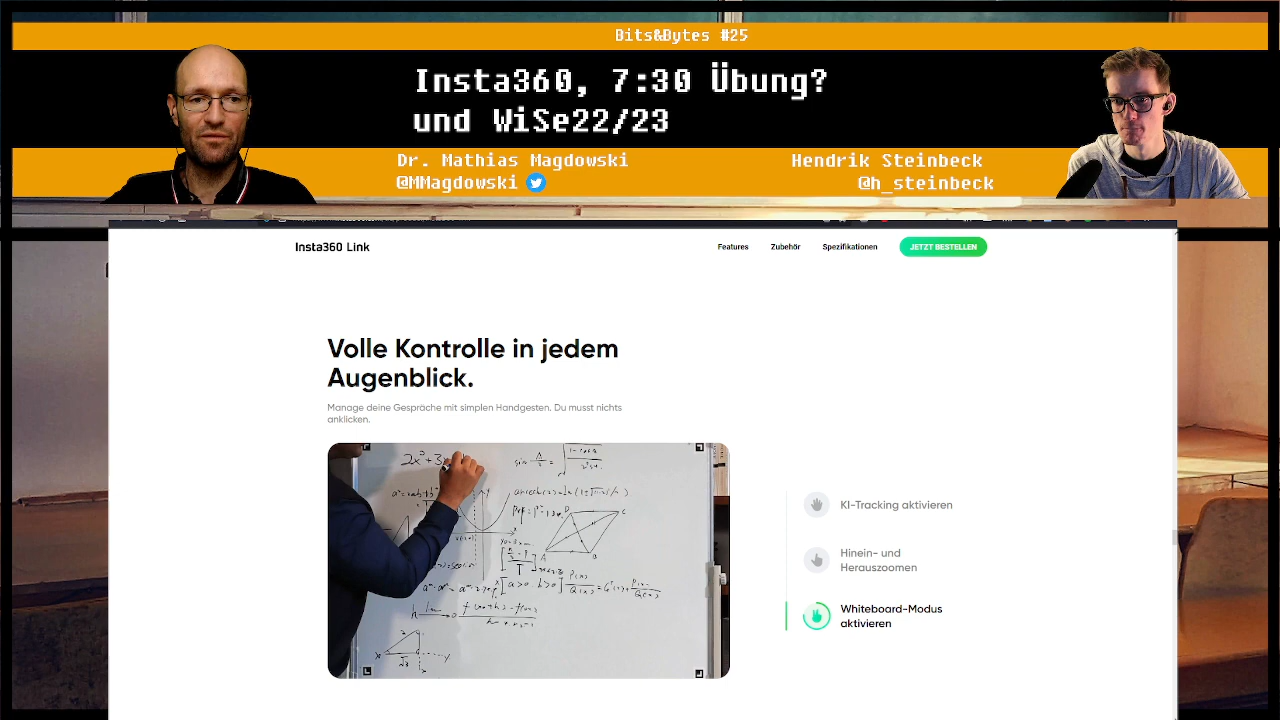 Bits&Bytes #25
Insta360, 7:30 Übung?
und WiSe22/23
Dr. Mathias Magdowski
@MMagdowski
Hendrik Steinbeck
@h_steinbeck
Insta360 Link
Features
Zubehör
Spezifikationen
JETZT BESTELLEN
Volle Kontrolle in jedem
Augenblick.
Manage deine Gespräche mit simplen Handgesten. Du musst nichts
anklicken.
KI-Tracking aktivieren
Hinein- und
Herauszoomen
Whiteboard-Modus
aktivieren